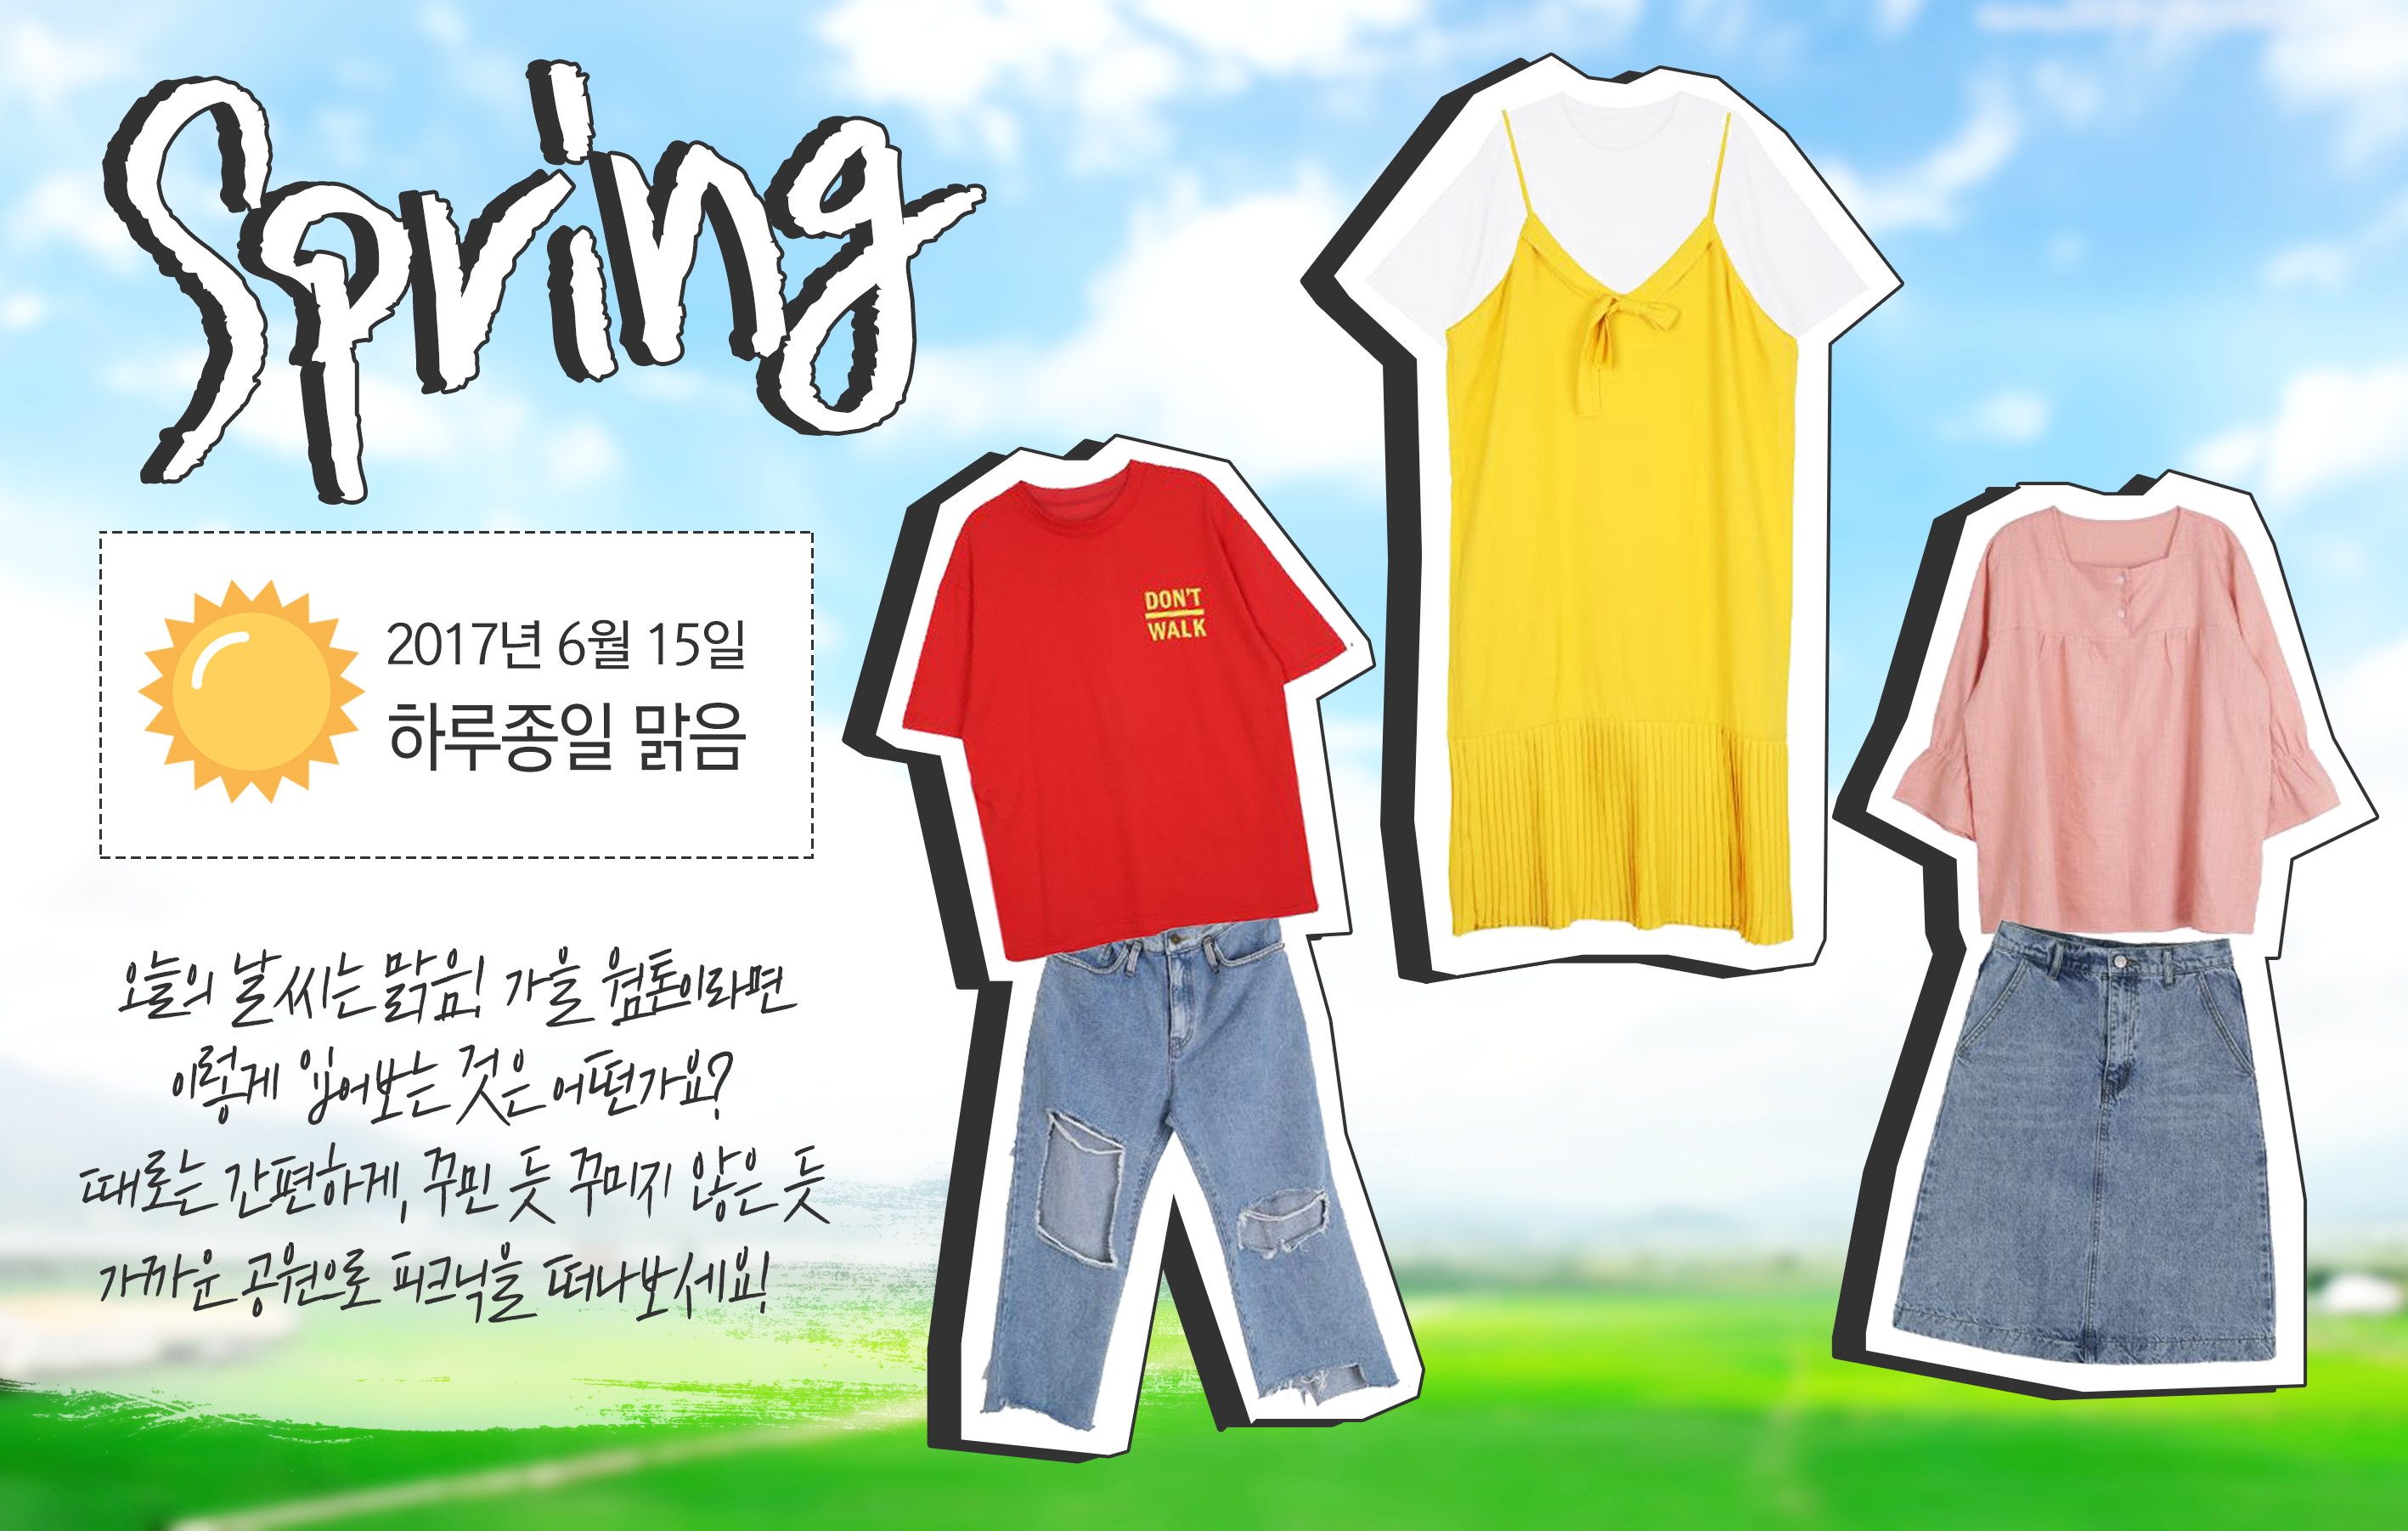 Spring
2017년 6월 15일
하루종일 맑음
오늘의 날씨는 맑음! 가을 웜톤이라면
이렇게 입어보는 것은 어떤가요?
때로는 간편하게, 꾸민 듯 꾸미지 않은 듯
가까운 공원으로 피크닉을 떠나보세요!
DON'T
WALK